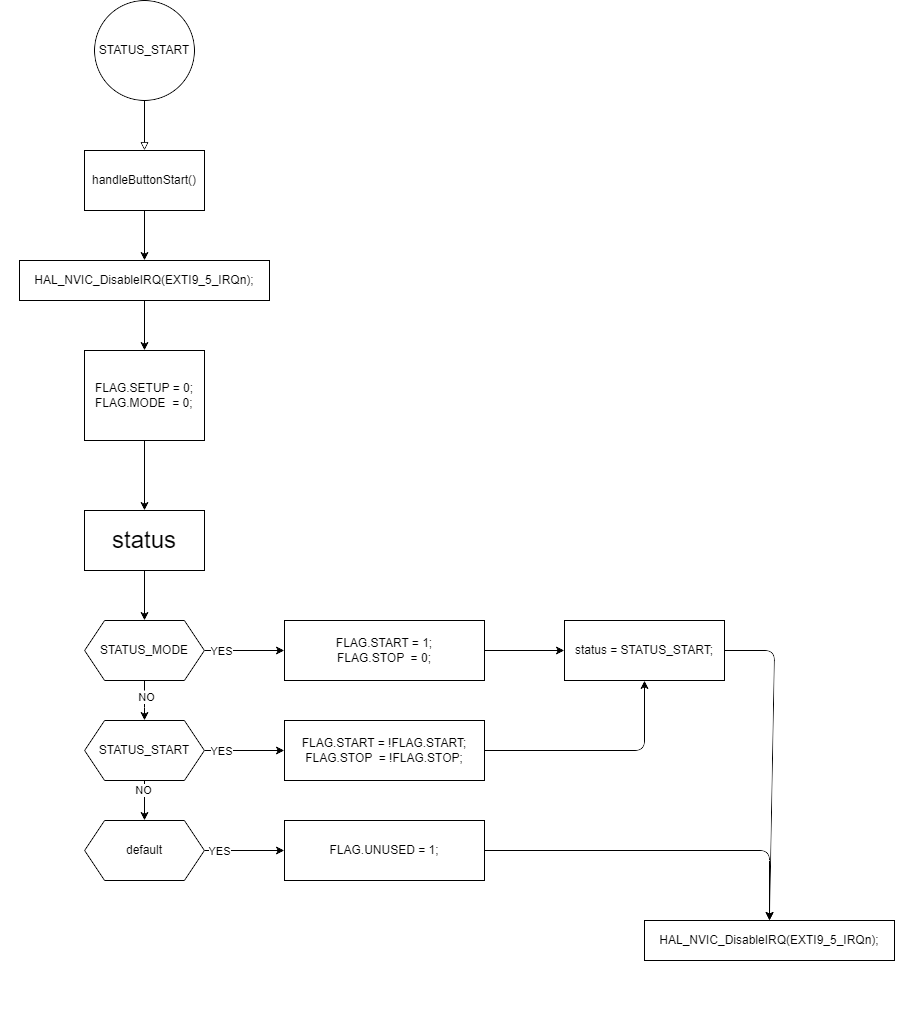 STATUS_START
handleButtonStart()
HAL_NVIC_DisableIRQ(EXTI9_5_IRQn);
FLAG.SETUP = 0;
FLAG.MODE  = 0;
status
STATUS_MODE
YES
FLAG.START = 1;
FLAG.STOP  = 0;
status = STATUS_START;
NO
STATUS_START
YES
FLAG.START = !FLAG.START;
FLAG.STOP  = !FLAG.STOP;
NO
default
YES
FLAG.UNUSED = 1;
HAL_NVIC_DisableIRQ(EXTI9_5_IRQn);